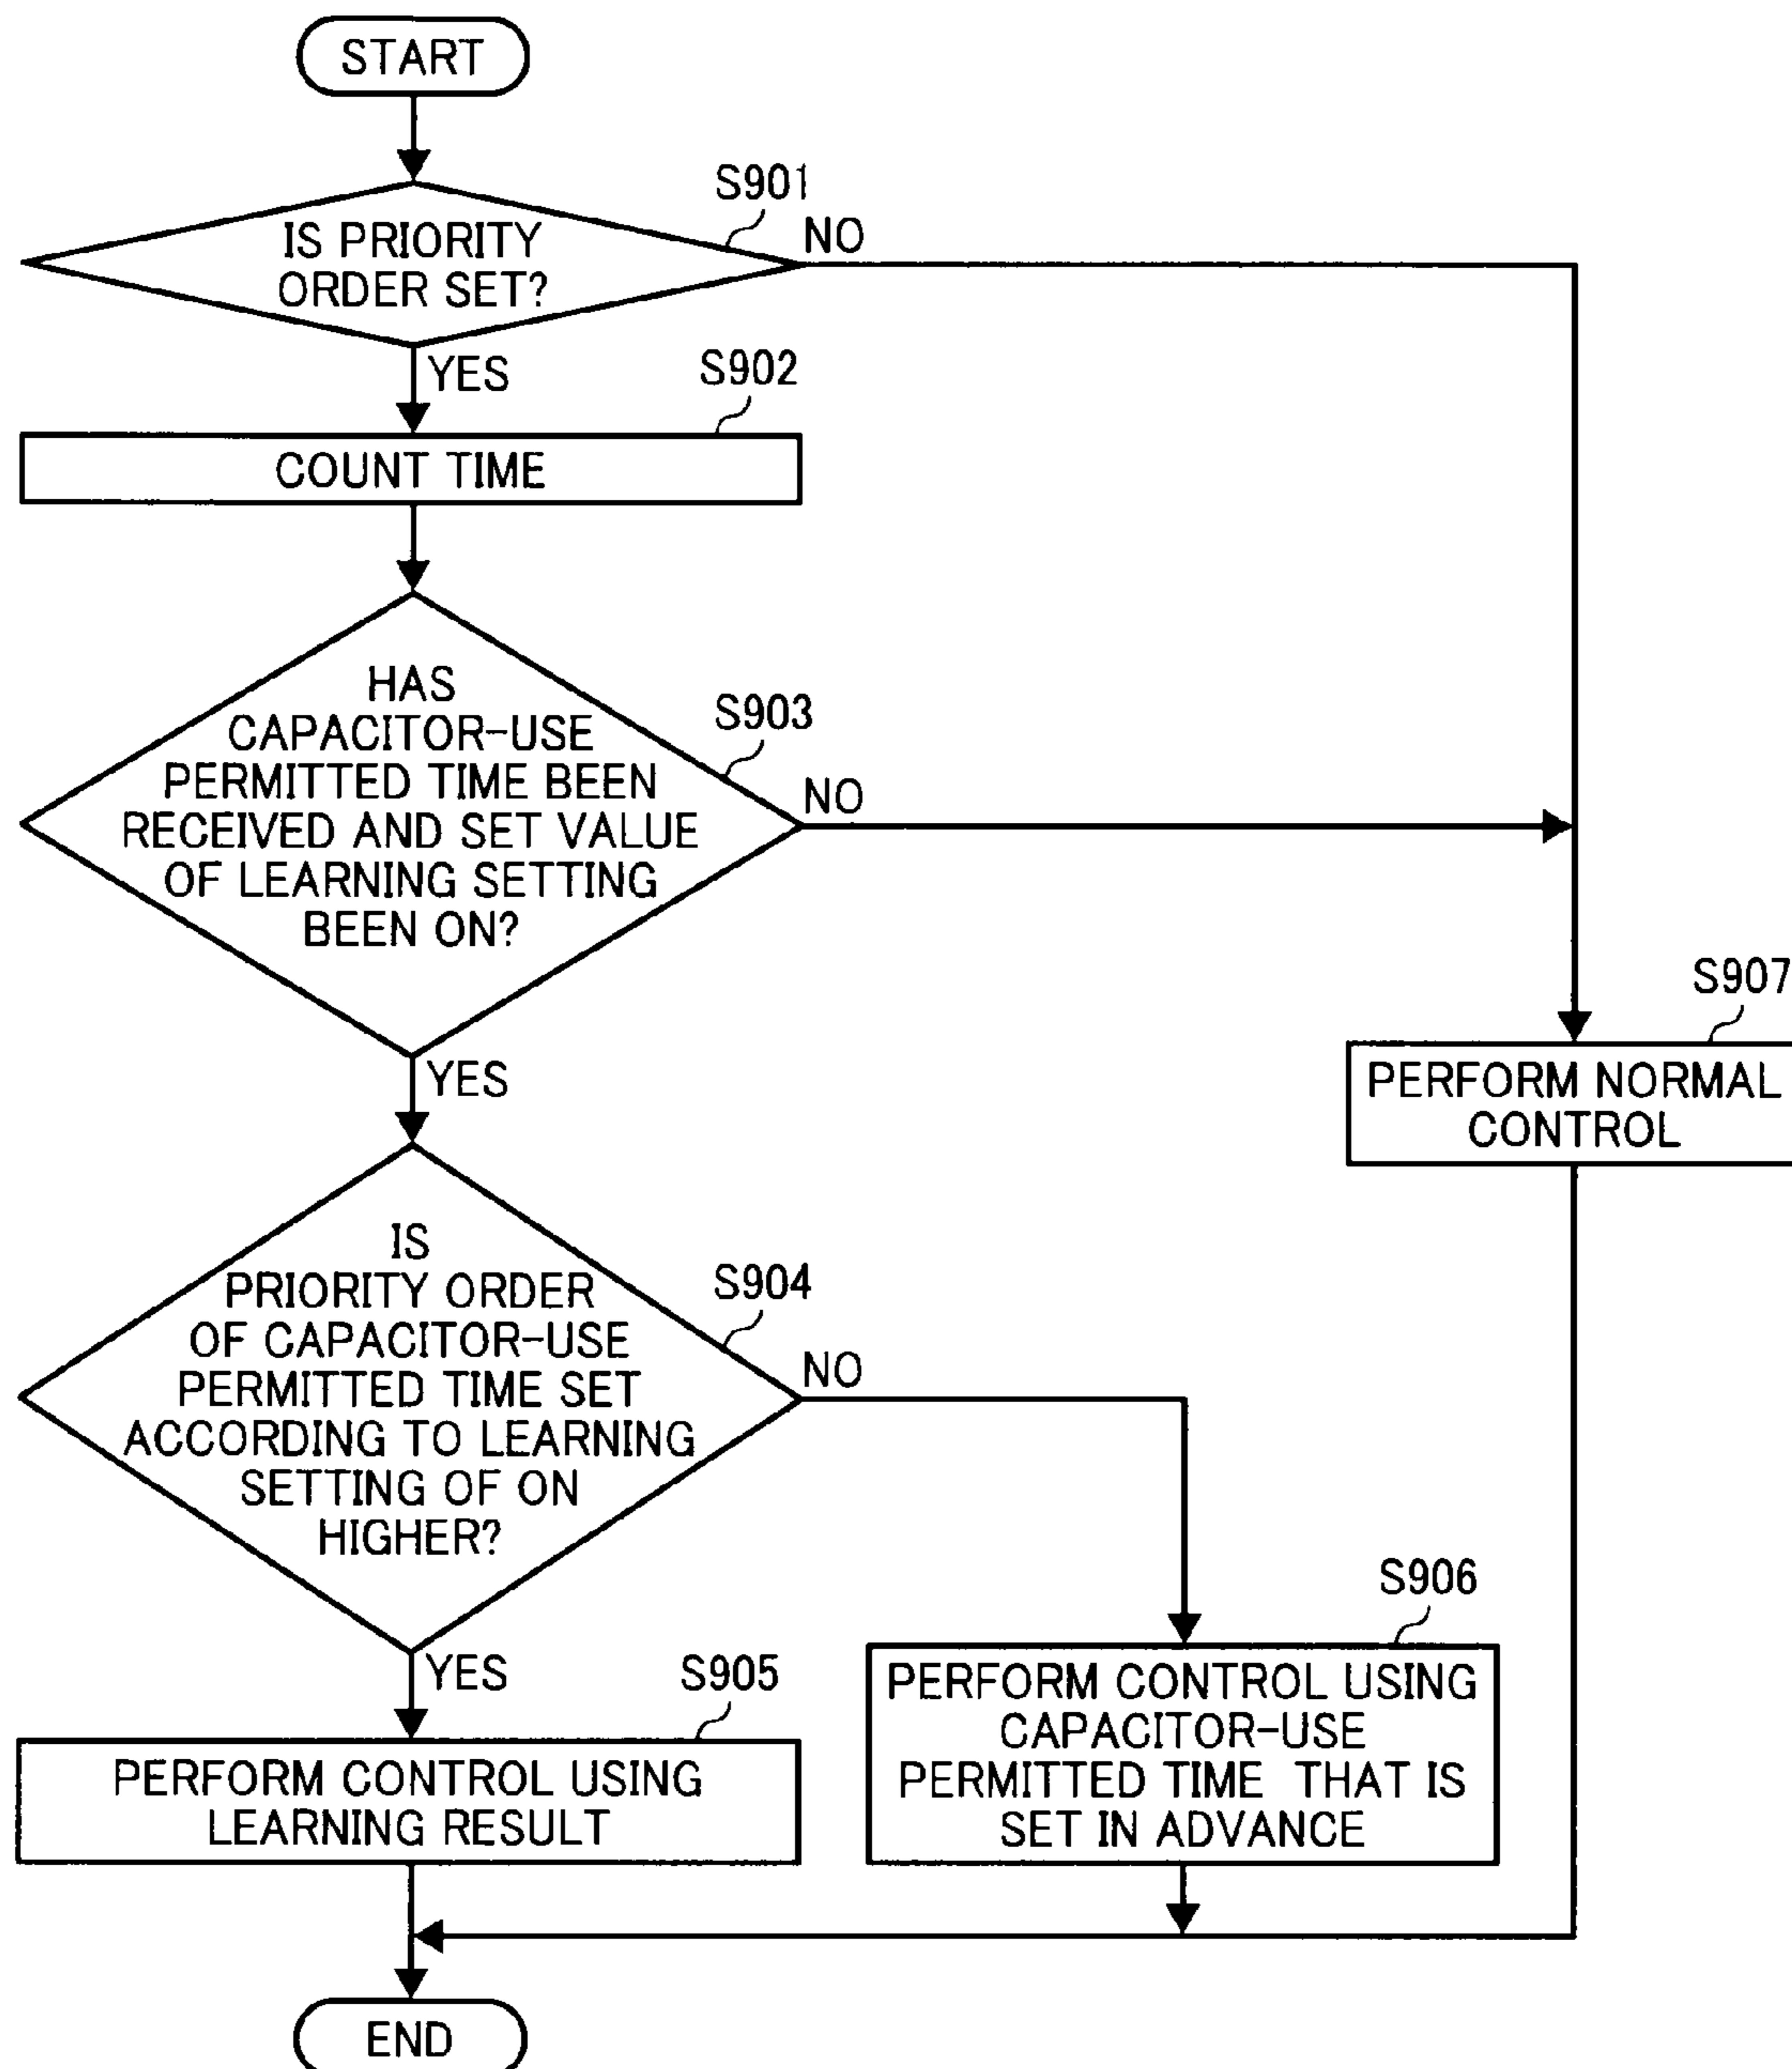 START
S901
IS PRIORITY
ORDER SET?
NO
YES
S902
COUNT TIME
HAS
CAPACITOR-USE
PERMITTED TIME BEEN
RECEIVED AND SET VALUE
OF LEARNING SETTING
BEEN ON?
S903
NO
YES
S907
PERFORM NORMAL
CONTROL
IS
PRIORITY ORDER
OF CAPACITOR-USE
PERMITTED TIME SET
ACCORDING TO LEARNING
SETTING OF ON
HIGHER?
S904
NO
YES
S905
PERFORM CONTROL USING
LEARNING RESULT
S906
PERFORM CONTROL USING
CAPACITOR-USE
PERMITTED TIME THAT IS
SET IN ADVANCE
END